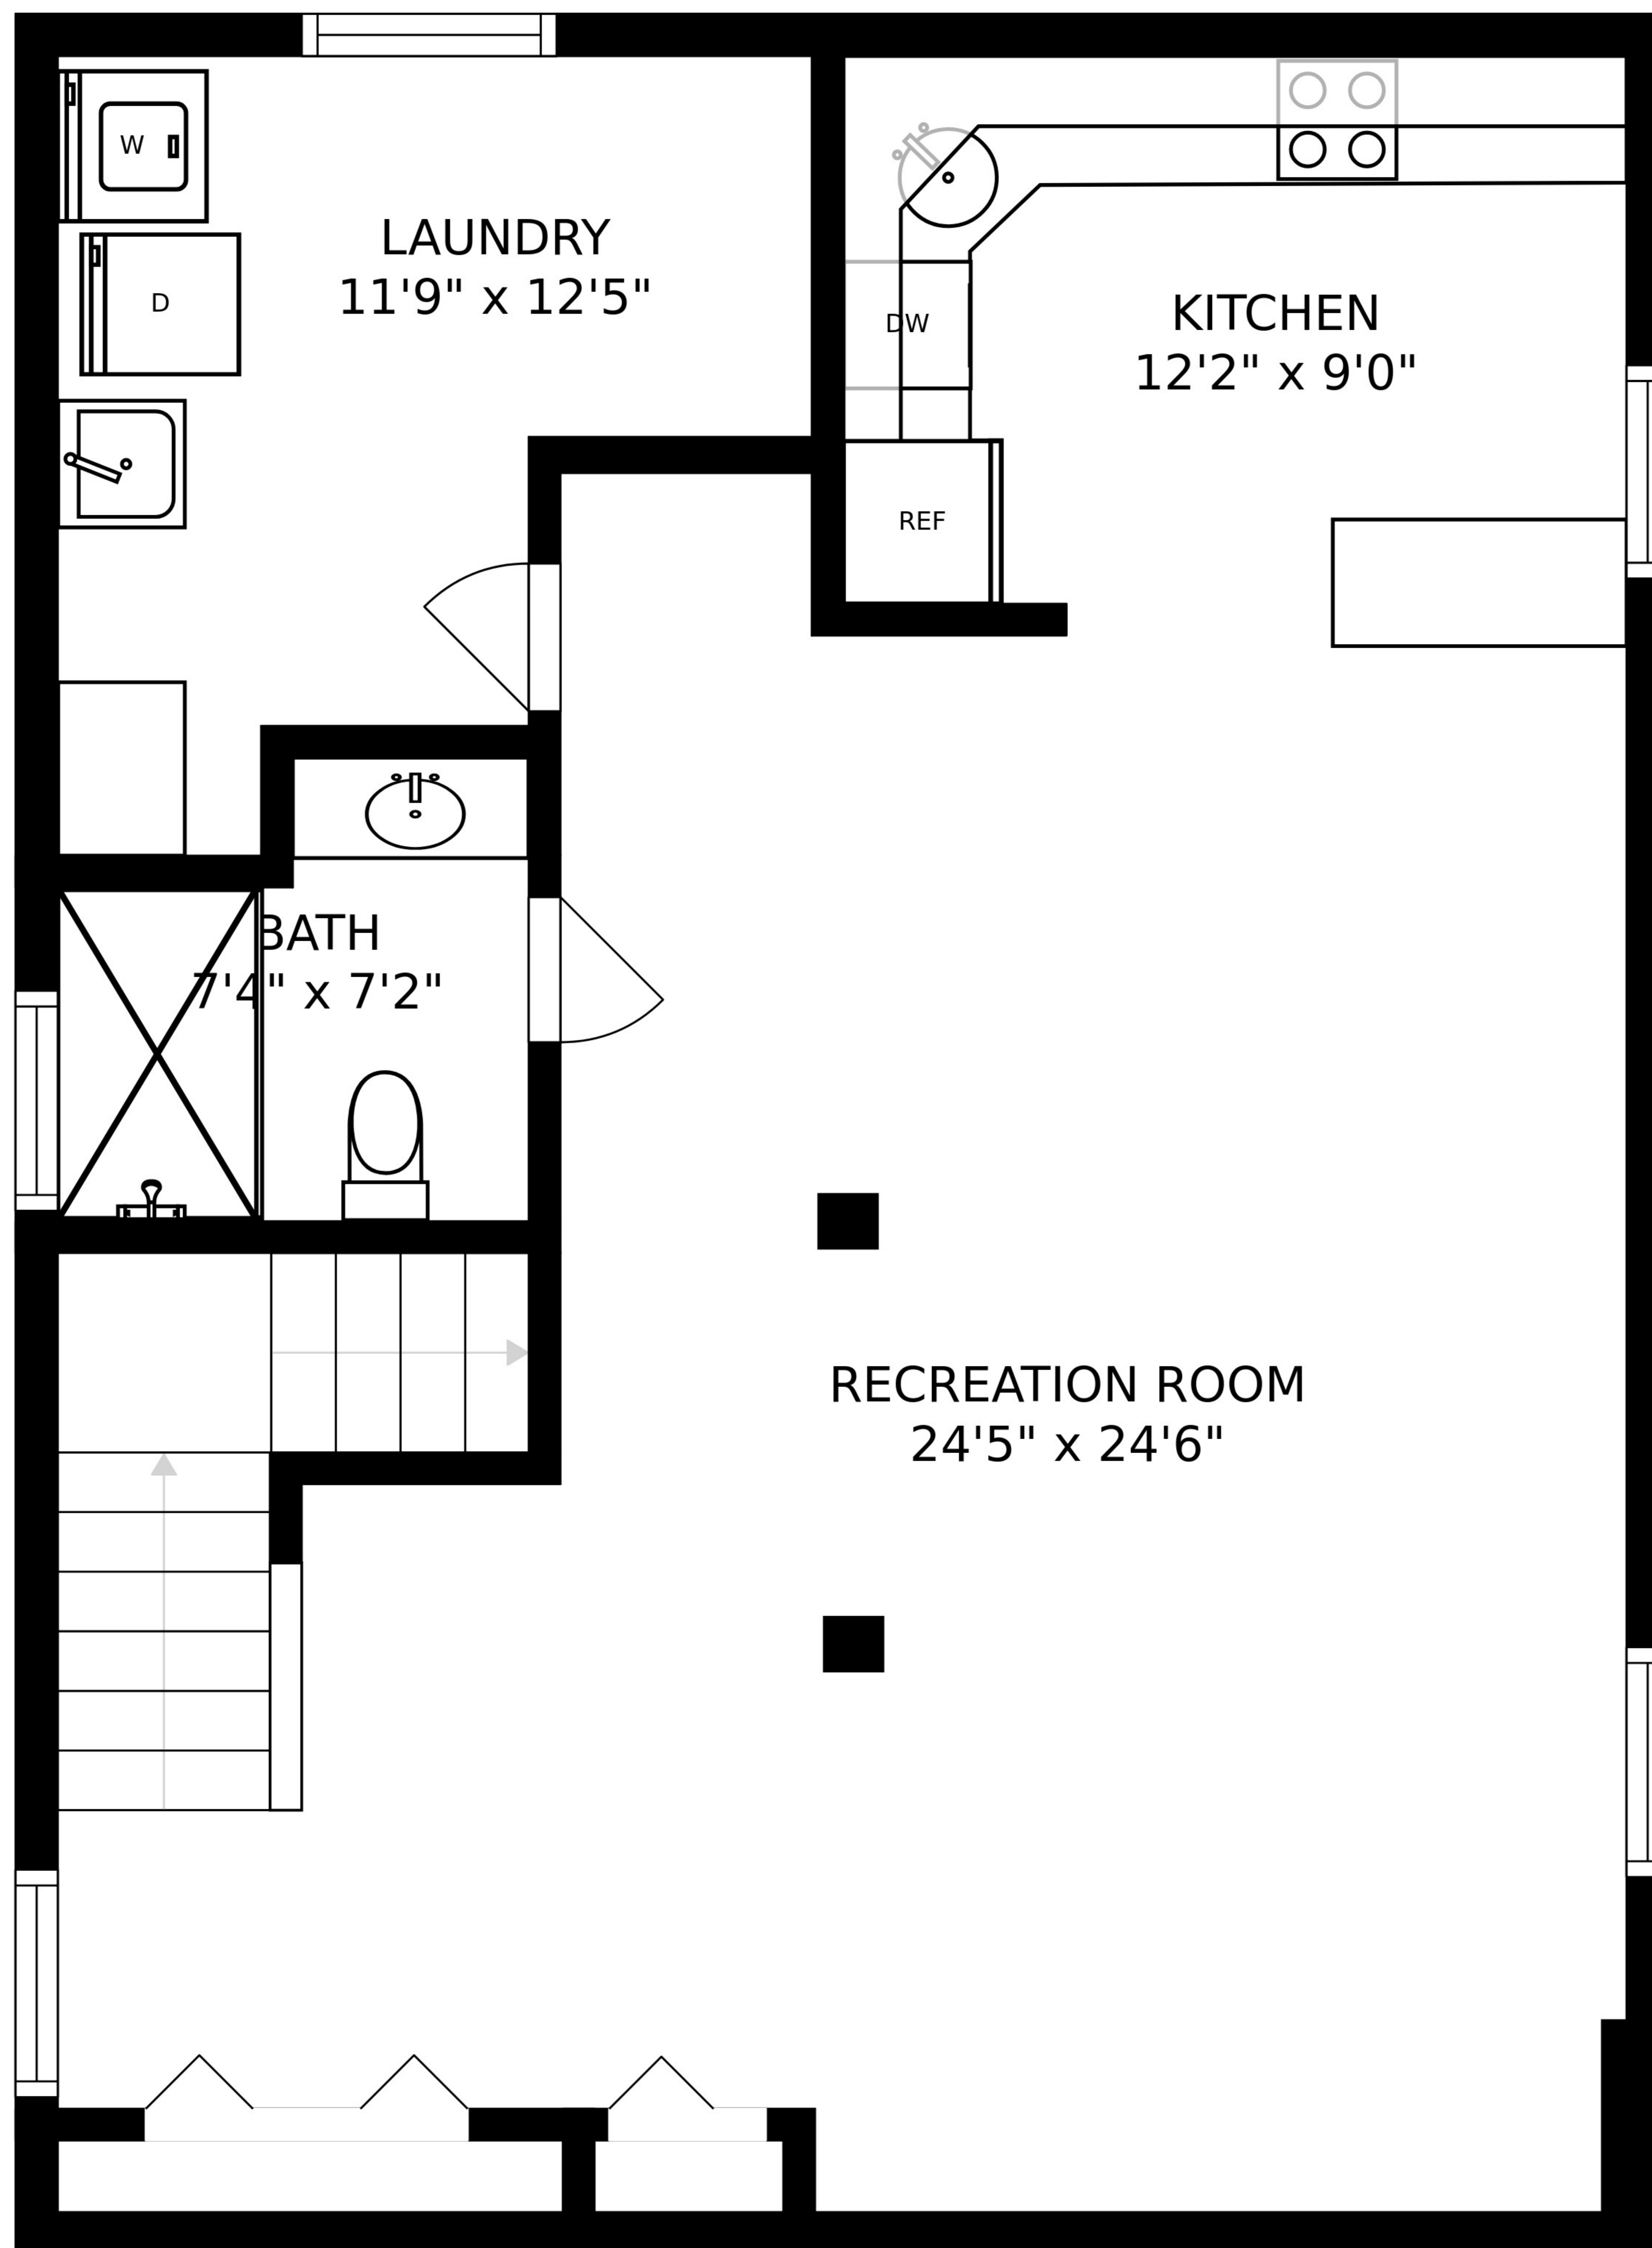 W
LAUNDRY
11'9" x 12'5"
D
KITCHEN
12'2" x 9'0"
DW
REF
BATH
7'4" x 7'2"
RECREATION ROOM
24'5" x 24'6"